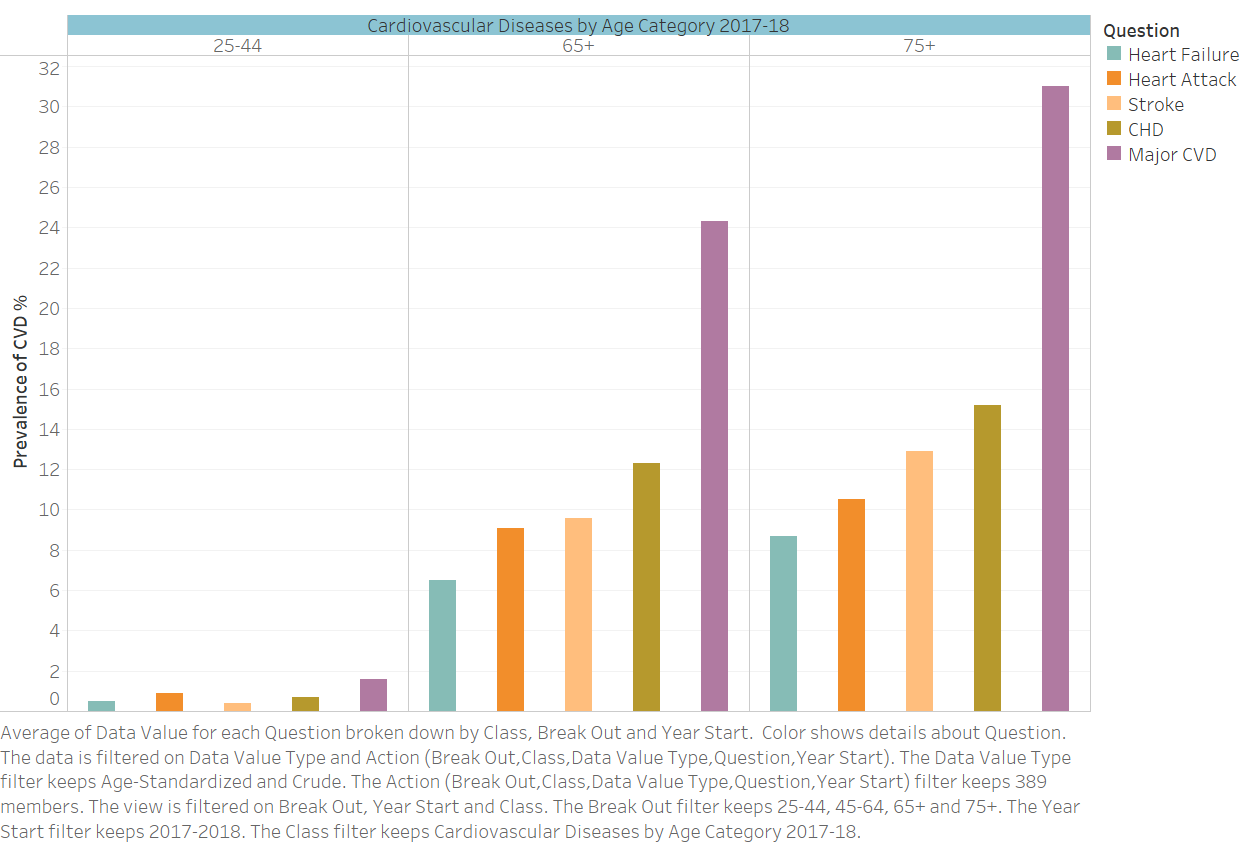 Cardiovascular Diseases by Age Category 2017-18
25-44 65+ 75+
Question
Heart Failure
Heart Attack
Stroke
CHD
Major CVD
Prevalence of CVD %
32
30
28
26
24
22
20
18
16
14
12
10
8
6
4
2
0
Average of Data Value for each Question broken down by Class, Break Out and Year Start.  Color shows details about Question.
The data is filtered on Data Value Type and Action (Break Out,Class,Data Value Type,Question,Year Start). The Data Value Type
filter keeps Age-Standardized and Crude. The Action (Break Out,Class,Data Value Type,Question,Year Start) filter keeps 389
members. The view is filtered on Break Out, Year Start and Class. The Break Out filter keeps 25-44, 45-64, 65+ and 75+. The Year
Start filter keeps 2017-2018. The Class filter keeps Cardiovascular Diseases by Age Category 2017-18.